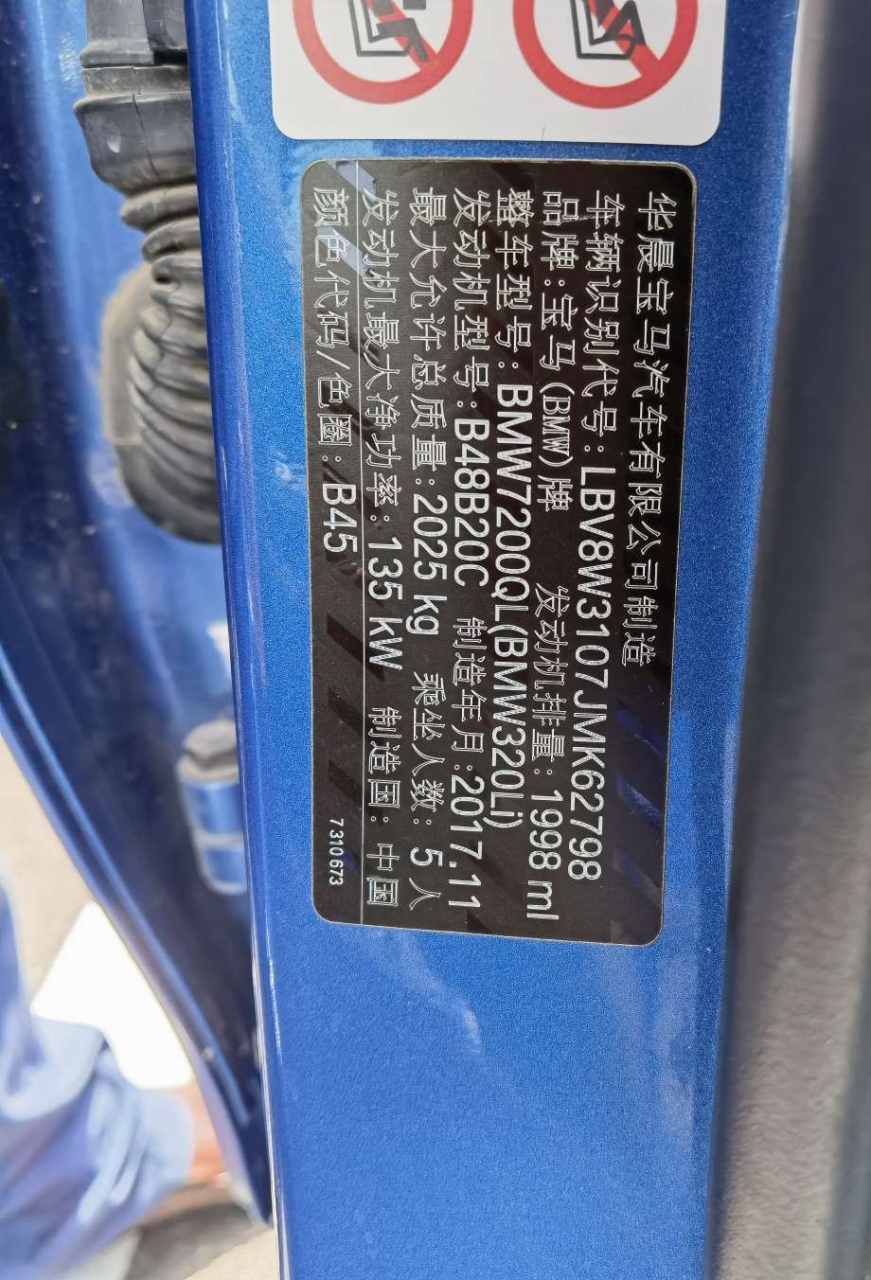 华晨宝马汽车有限公司制造
车辆识别代号:LBV8W3107JMK62798
品牌:宝马(BMW)牌 发动机排量:1998 ml
整车型号:BMW7200QL(BMW320Li)
发动机型号:B48B20C 制造年月:2017.11
最大允许总质量:2025 kg 乘坐人数:5人
发动机最大净功率:135 kW 制造国:中国
颜色代码/色圈:B45
7310673